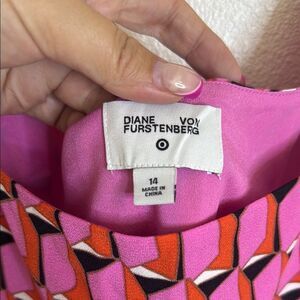 DIANE VON
FURSTENBERG
14
MADE IN
CHINA